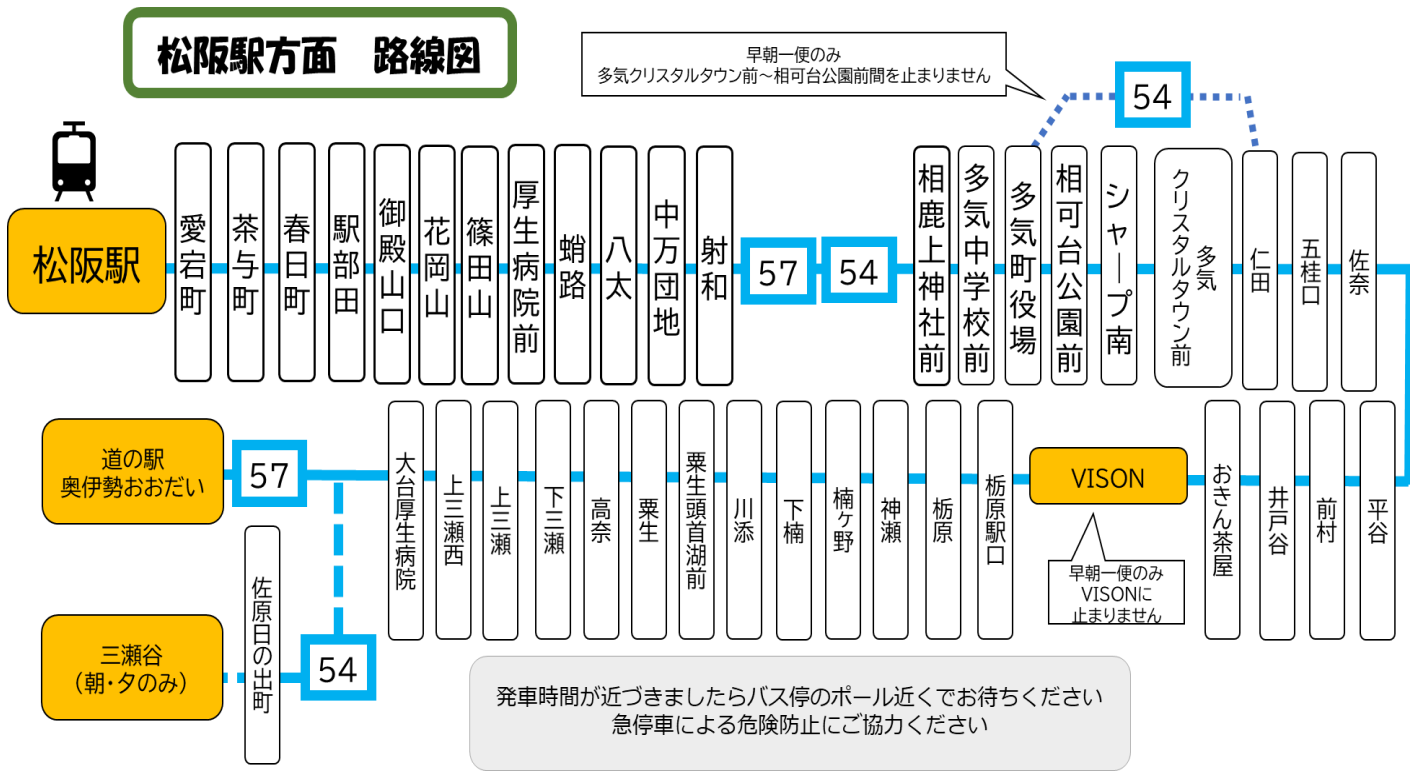 松阪駅方面　路線図
早朝一便のみ
多気クリスタルタウン前～相可台公園前間を止まりません
54
松阪駅
愛宕町
茶与町
春日町
駅部田
御殿山口
花岡山
篠田山
厚生病院前
蛸路
八太
中万団地
射和
57
54
相鹿上神社前
多気中学校前
多気町役場
相可台公園前
シャープ南
多気
クリスタルタウン前
仁田
五桂口
佐奈
道の駅
奥伊勢おおだい
57
大台厚生病院
上三瀬西
上三瀬
下三瀬
高奈
粟生
粟生頭首湖前
川添
下楠
楠ヶ野
神瀬
栃原
栃原駅口
VISON
おきん茶屋
井戸谷
前村
平谷
早朝一便のみ
VISONに
止まりません
三瀬谷
（朝・夕のみ）
佐原日の出町
54
発車時間が近づきましたらバス停のポール近くでお待ちください
急停車による危険防止にご協力ください